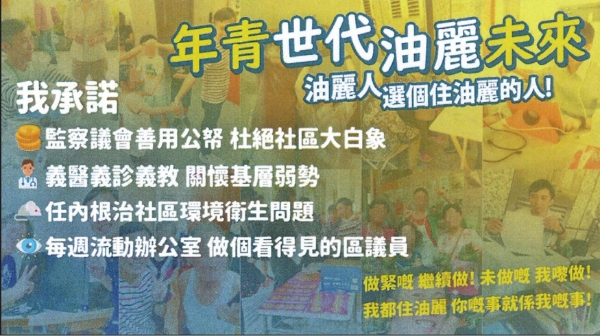 年青世代油麗未來
油麗人選個住油麗的人!
我承諾
監察議會善用公帑 杜絕社區大白象
義醫義診義教 關懷基層弱勢
任內根治社區環境衛生問題
每週流動辦公室 做個看得見的區議員
做緊嘅 繼續做! 未做嘅 我嚟做!
我都住油麗 你嘅事就係我嘅事!